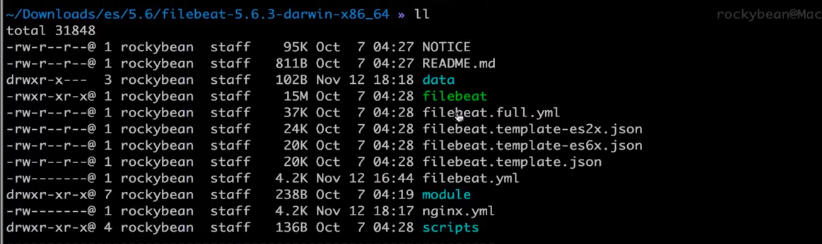 ~/Downloads/es/5.6/filebeat-5.6.3-darwin-x86_64 » ll rockybean@Mac
total 31848
-rw-r--r--@ 1 rockybean staff 95K Oct 7 04:27 NOTICE
-rw-r--r--@ 1 rockybean staff 811B Oct 7 04:27 README.md
drwxr-x--- 3 rockybean staff 102B Nov 12 18:18 data
-rwxr-xr-x@ 1 rockybean staff 15M Oct 7 04:28 filebeat
-rw-r--r--@ 1 rockybean staff 37K Oct 7 04:28 filebeat.full.yml
-rw-r--r--@ 1 rockybean staff 24K Oct 7 04:28 filebeat.template-es2x.json
-rw-r--r--@ 1 rockybean staff 20K Oct 7 04:28 filebeat.template-es6x.json
-rw-r--r--@ 1 rockybean staff 20K Oct 7 04:28 filebeat.template.json
-rw-------@ 1 rockybean staff 4.2K Nov 12 16:44 filebeat.yml
drwxr-xr-x@ 7 rockybean staff 238B Oct 7 04:19 module
-rw-------@ 1 rockybean staff 4.2K Nov 12 18:17 nginx.yml
drwxr-xr-x@ 4 rockybean staff 136B Oct 7 04:28 scripts